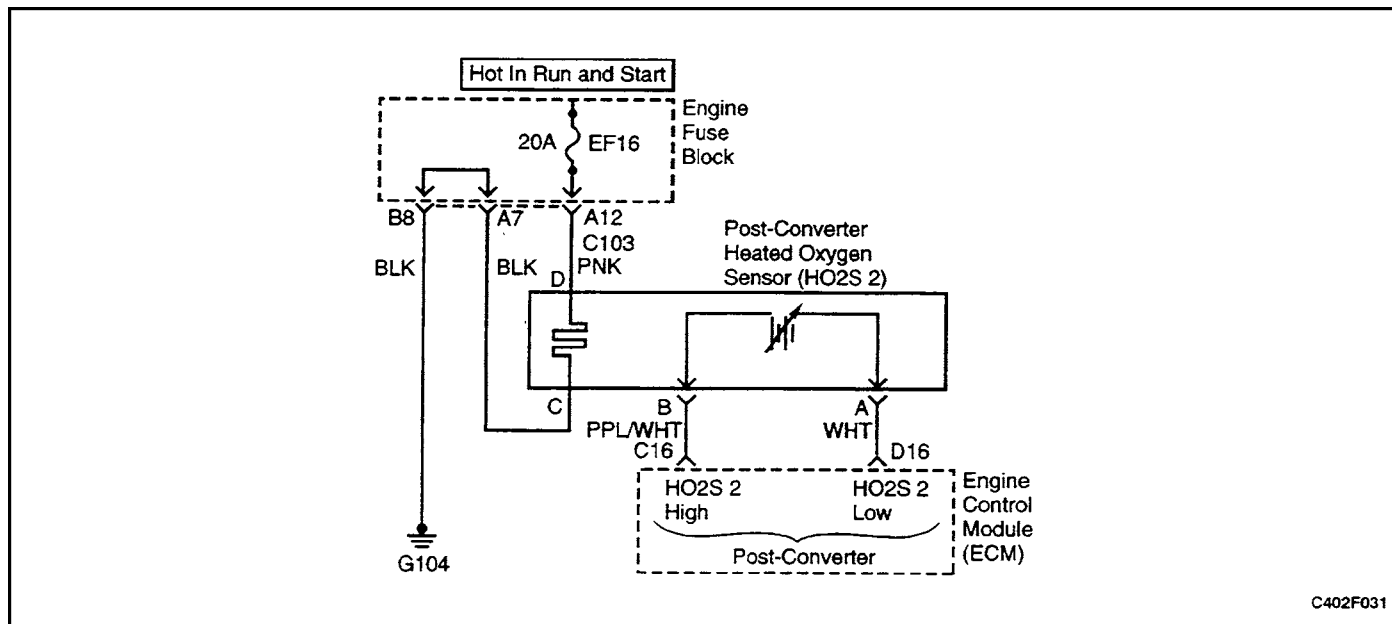 Hot In Run and Start
Engine
Fuse
Block
20A
EF16
B8
A7
A12
C103
BLK
BLK
PNK
D
Post-Converter
Heated Oxygen
Sensor (HO2S 2)
C
B
A
PPL/WHT
WHT
C16
D16
HO2S 2
High
HO2S 2
Low
Post-Converter
Engine
Control
Module
(ECM)
G104
C402F031